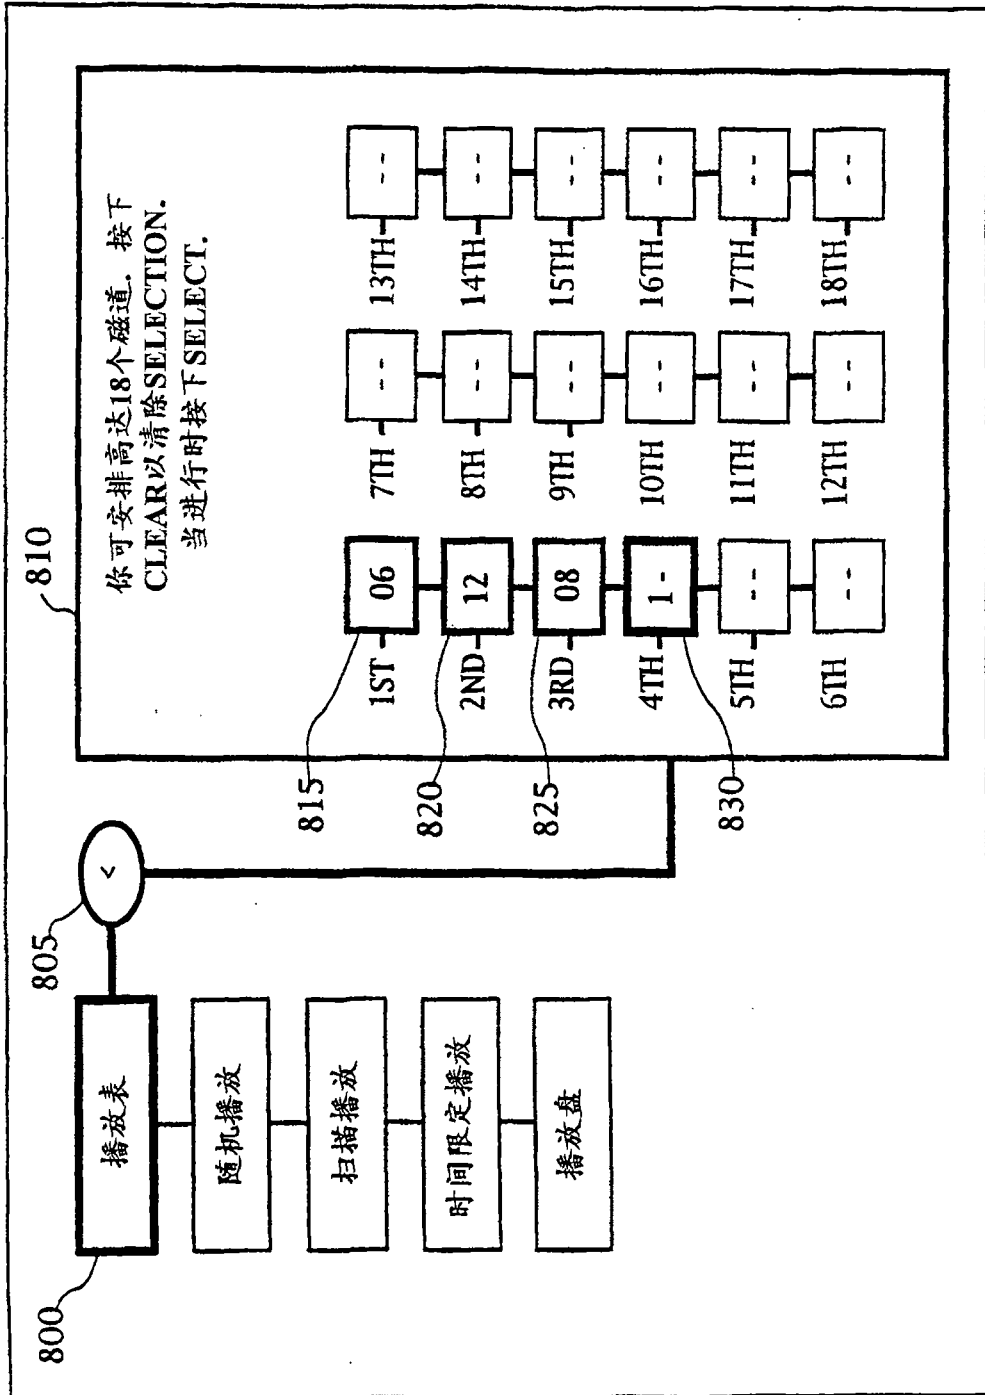 800
播放表
随机播放
扫描播放
时间限定播放
播放盘
805
<
810
你可安排高达18个磁道. 按下
CLEAR以清除SELECTION.
当进行时按下SELECT.
815
820
825
830
1ST 06
2ND 12
3RD 08
4TH 1-
5TH --
6TH --
7TH --
8TH --
9TH --
10TH --
11TH --
12TH --
13TH --
14TH --
15TH --
16TH --
17TH --
18TH --